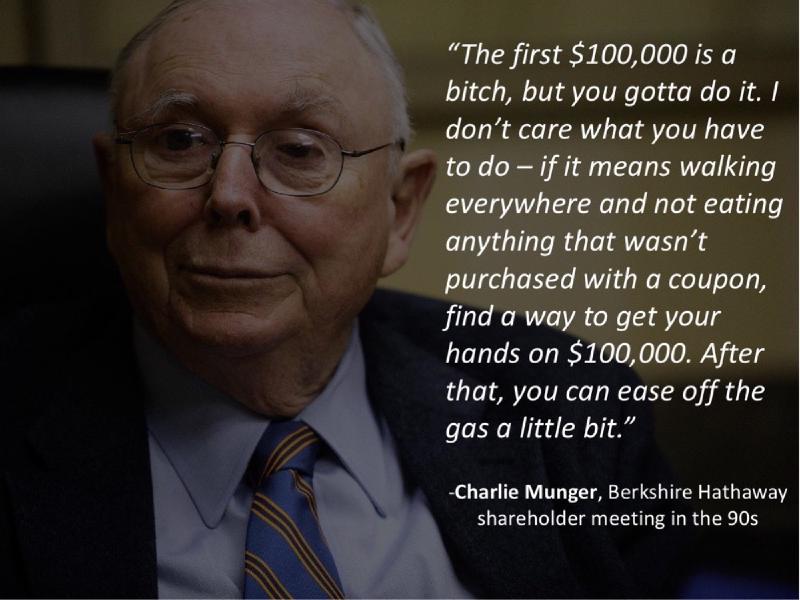 “The first $100,000 is a
bitch, but you gotta do it. I
don’t care what you have
to do – if it means walking
everywhere and not eating
anything that wasn’t
purchased with a coupon,
find a way to get your
hands on $100,000. After
that, you can ease off the
gas a little bit.”
-Charlie Munger, Berkshire Hathaway
shareholder meeting in the 90s